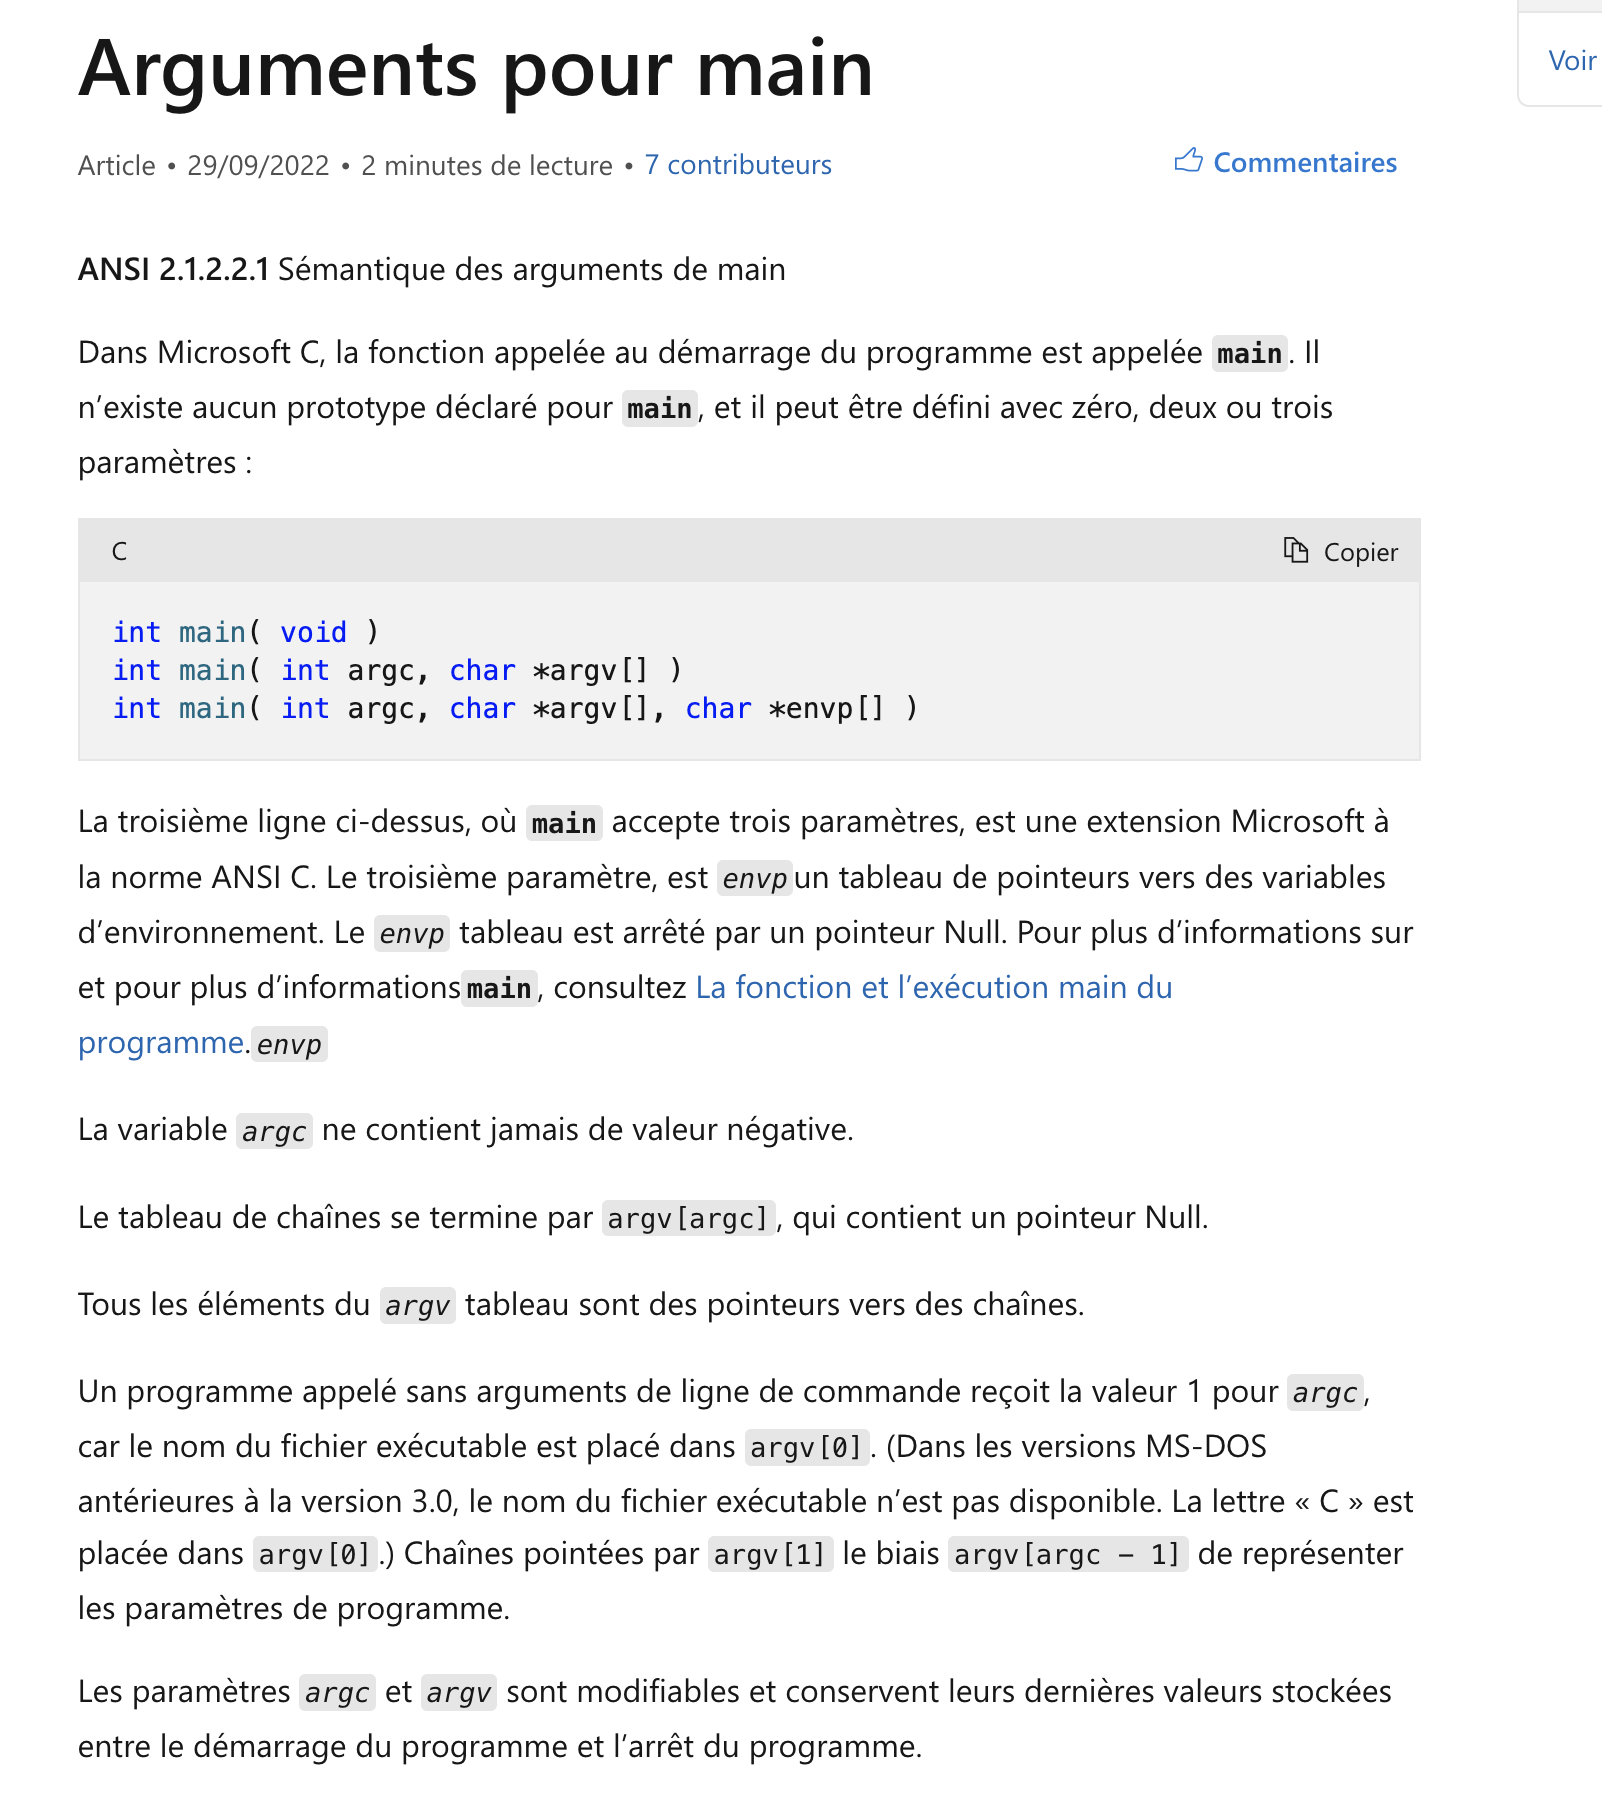 Arguments pour main
Voir
Article • 29/09/2022 • 2 minutes de lecture • 7 contributeurs
Commentaires
ANSI 2.1.2.2.1 Sémantique des arguments de main
Dans Microsoft C, la fonction appelée au démarrage du programme est appelée main. Il
n’existe aucun prototype déclaré pour main, et il peut être défini avec zéro, deux ou trois
paramètres :
C
Copier
int main( void )
int main( int argc, char *argv[] )
int main( int argc, char *argv[], char *envp[] )
La troisième ligne ci-dessus, où main accepte trois paramètres, est une extension Microsoft à
la norme ANSI C. Le troisième paramètre, est envpun tableau de pointeurs vers des variables
d’environnement. Le envp tableau est arrêté par un pointeur Null. Pour plus d’informations sur
et pour plus d’informationsmain, consultez La fonction et l’exécution main du
programme.envp
La variable argc ne contient jamais de valeur négative.
Le tableau de chaînes se termine par argv[argc], qui contient un pointeur Null.
Tous les éléments du argv tableau sont des pointeurs vers des chaînes.
Un programme appelé sans arguments de ligne de commande reçoit la valeur 1 pour argc,
car le nom du fichier exécutable est placé dans argv[0]. (Dans les versions MS-DOS
antérieures à la version 3.0, le nom du fichier exécutable n’est pas disponible. La lettre « C » est
placée dans argv[0].) Chaînes pointées par argv[1] le biais argv[argc – 1] de représenter
les paramètres de programme.
Les paramètres argc et argv sont modifiables et conservent leurs dernières valeurs stockées
entre le démarrage du programme et l’arrêt du programme.